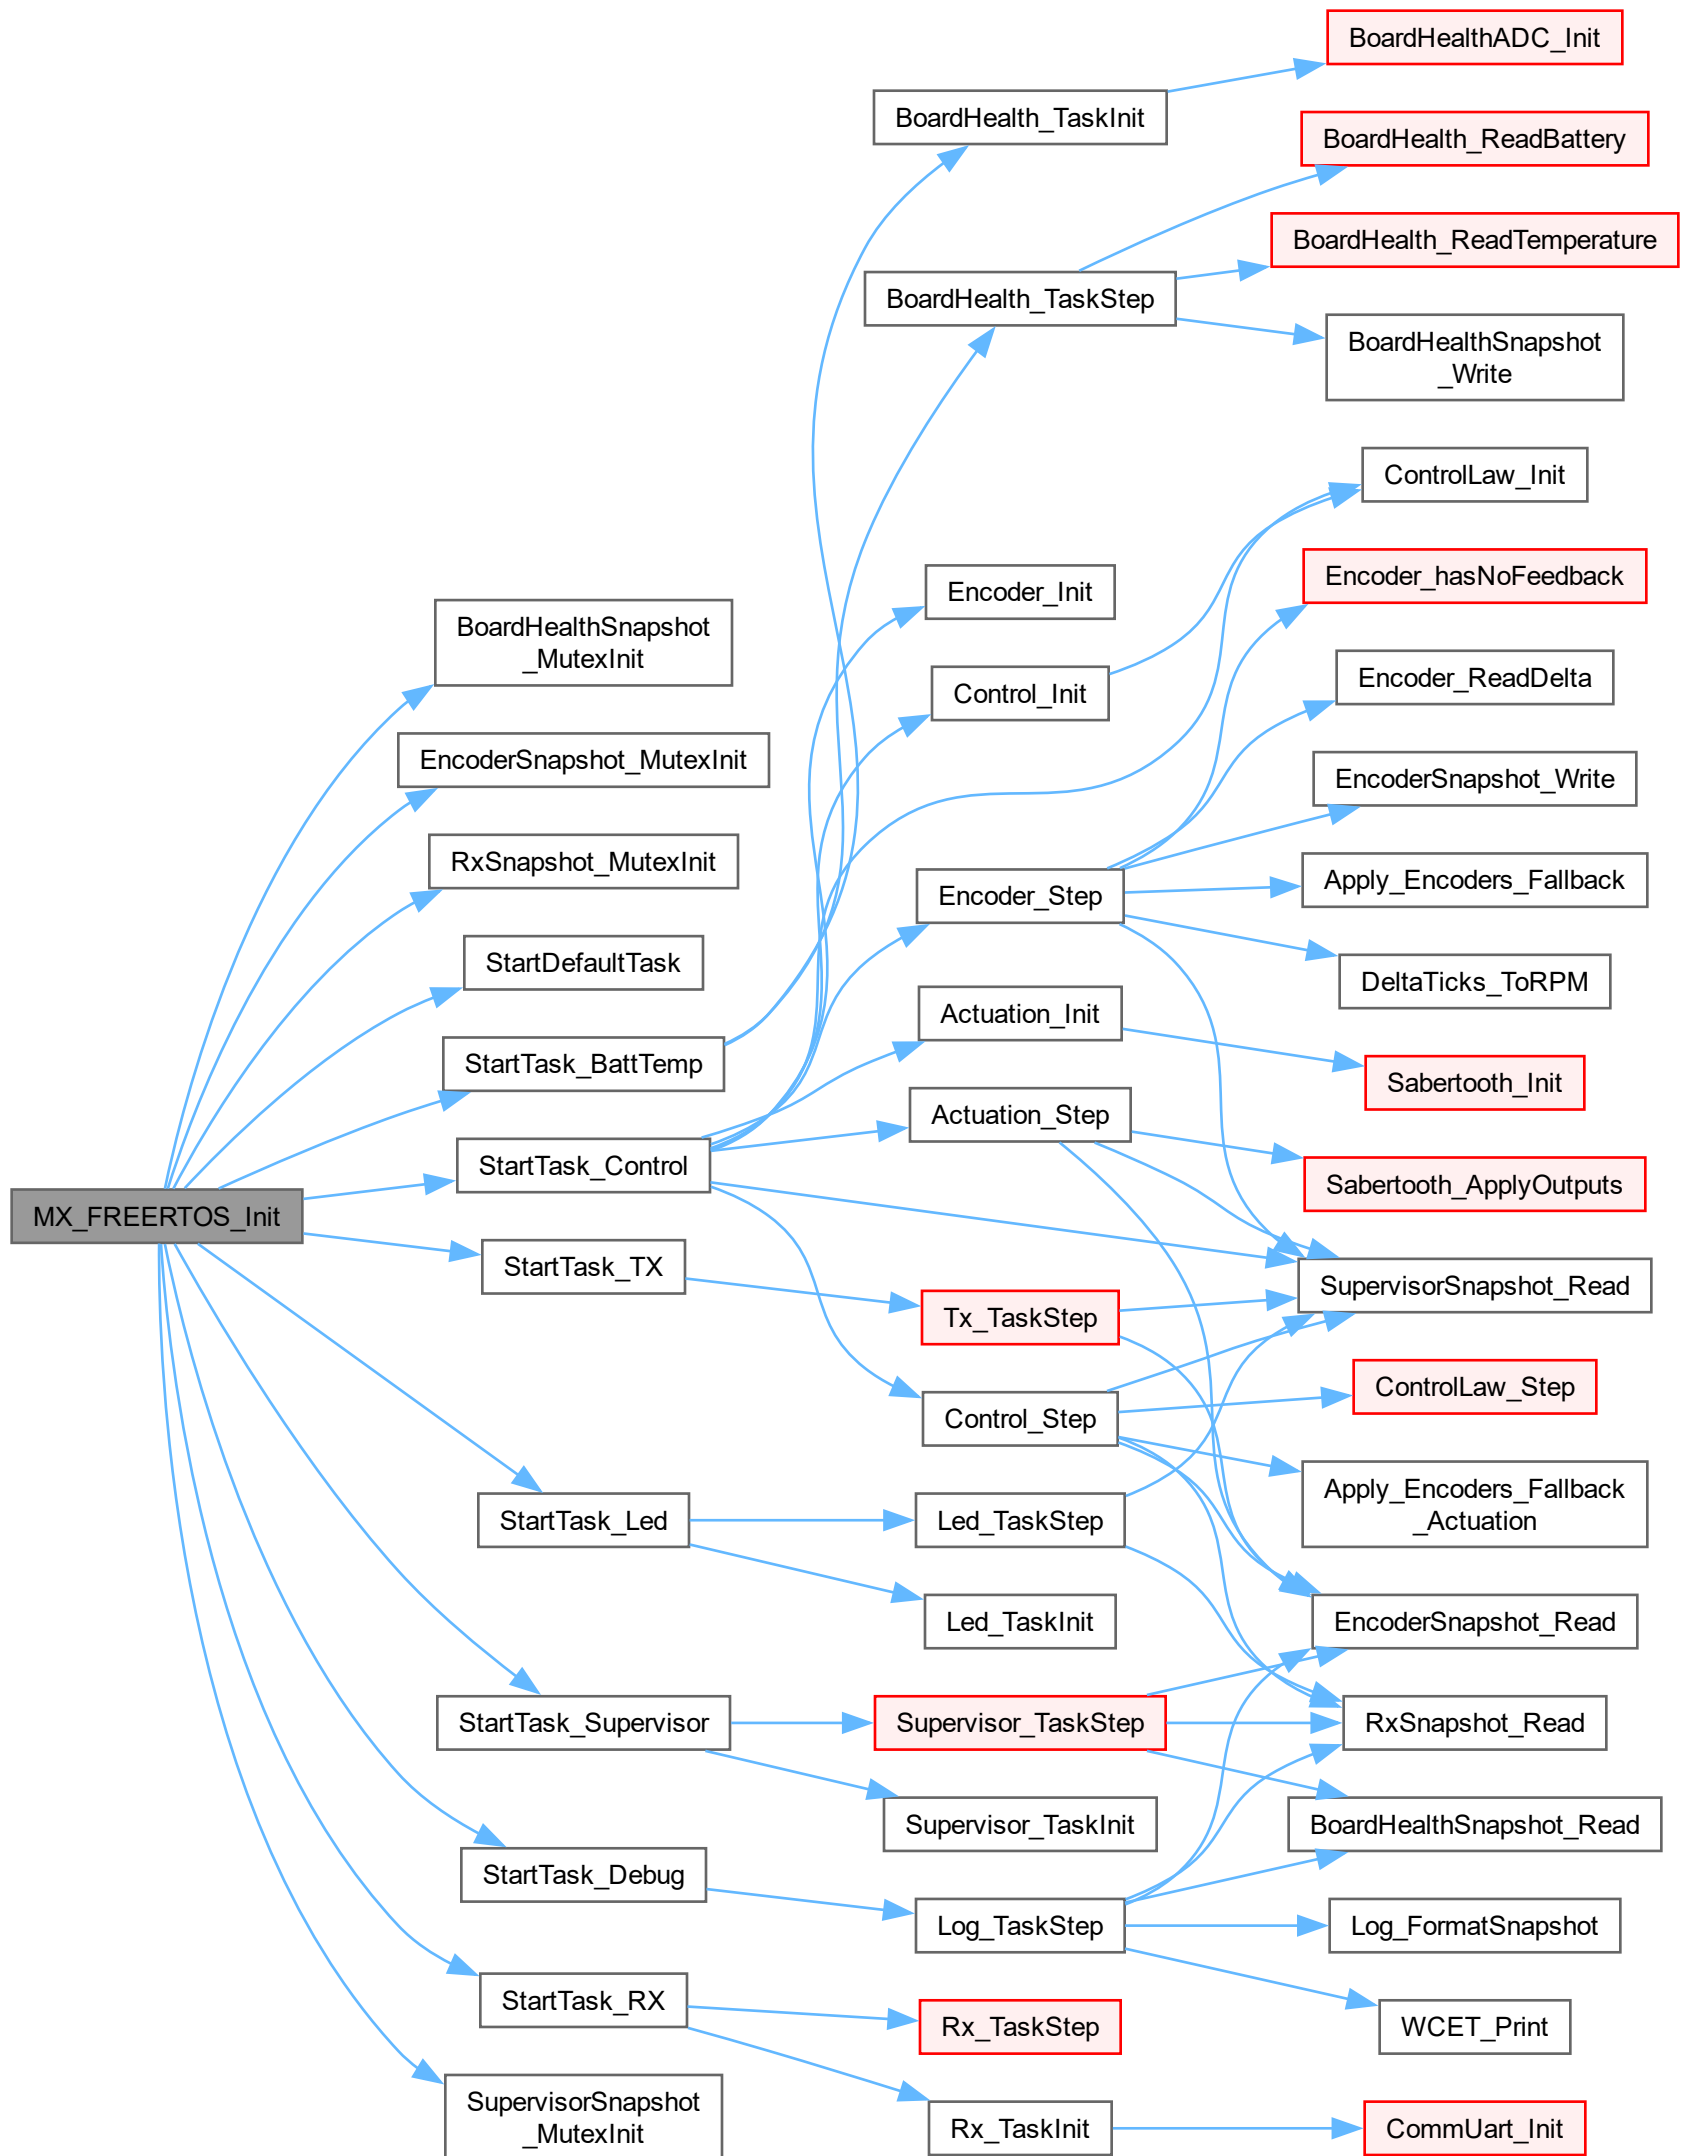 MX_FREERTOS_Init
BoardHealthSnapshot
_MutexInit
EncoderSnapshot_MutexInit
RxSnapshot_MutexInit
StartDefaultTask
StartTask_BattTemp
StartTask_Control
StartTask_TX
StartTask_Led
StartTask_Supervisor
StartTask_Debug
StartTask_RX
SupervisorSnapshot
_MutexInit
BoardHealth_TaskInit
BoardHealth_TaskStep
Encoder_Init
Control_Init
Encoder_Step
Actuation_Init
Actuation_Step
Tx_TaskStep
Control_Step
Led_TaskStep
Led_TaskInit
Supervisor_TaskStep
Supervisor_TaskInit
Log_TaskStep
Rx_TaskStep
Rx_TaskInit
BoardHealthADC_Init
BoardHealth_ReadBattery
BoardHealth_ReadTemperature
BoardHealthSnapshot
_Write
ControlLaw_Init
Encoder_hasNoFeedback
Encoder_ReadDelta
EncoderSnapshot_Write
Apply_Encoders_Fallback
DeltaTicks_ToRPM
Sabertooth_Init
Sabertooth_ApplyOutputs
SupervisorSnapshot_Read
ControlLaw_Step
Apply_Encoders_Fallback
_Actuation
EncoderSnapshot_Read
RxSnapshot_Read
BoardHealthSnapshot_Read
Log_FormatSnapshot
WCET_Print
CommUart_Init